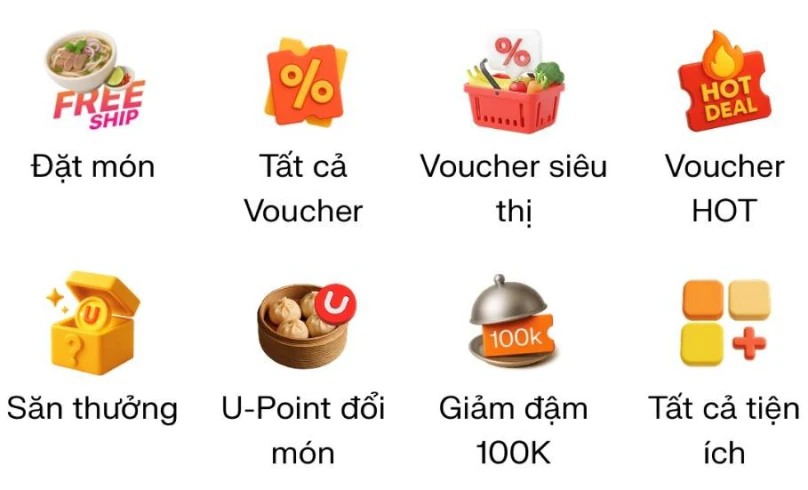 FREE
SHIP
%
%
HOT
DEAL
Đặt món
Tất cả
Voucher
Voucher siêu
thị
Voucher
HOT
U
?
U
100k
Săn thưởng
U-Point đổi
món
Giảm đậm
100K
Tất cả tiện
ích